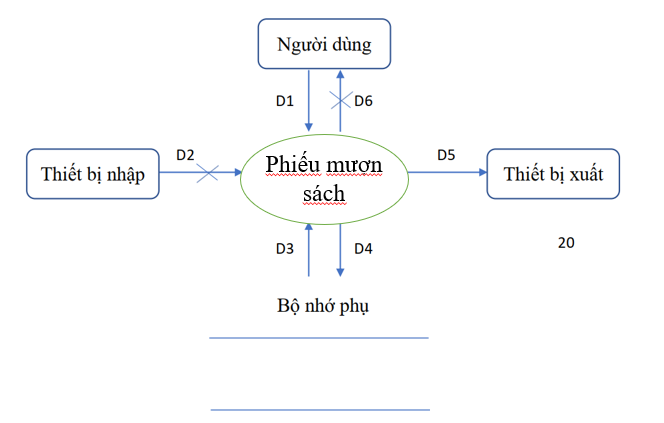 Người dùng
D1
D6
D2
Thiết bị nhập
Phiếu mượn
sách
D5
Thiết bị xuất
20
D3
D4
Bộ nhớ phụ